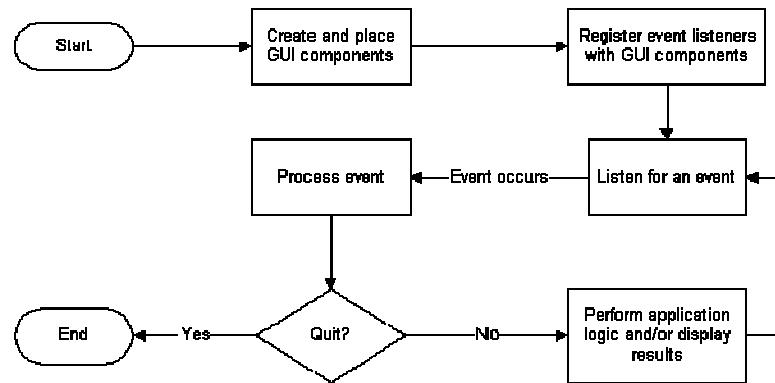 Start
Create and place
GUI components
Register event listeners
with GUI components
Process event
Event occurs
Listen for an event
End
Yes
Quit?
No
Perform application
logic and/or display
results